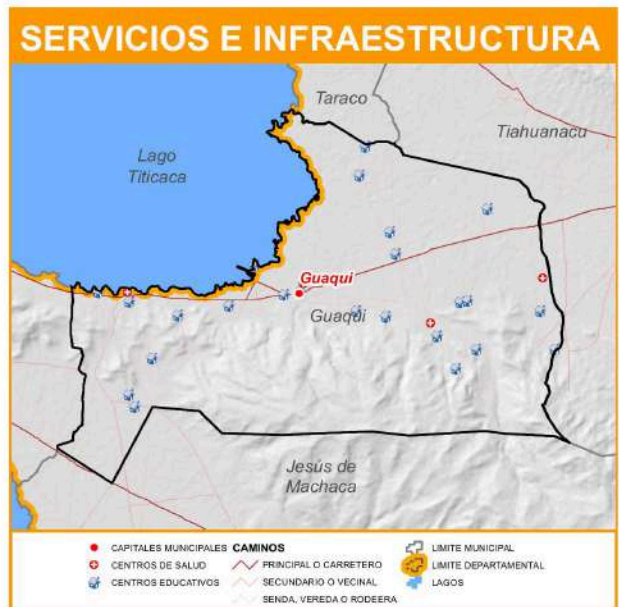 SERVICIOS E INFRAESTRUCTURA
Taraco
Tiahuanacu
Lago
Titicaca
Guaqui
Guaqui
Jesús de
Machaca
CAPITALES MUNICIPALES
CENTROS DE SALUD
CENTROS EDUCATIVOS
CAMINOS
PRINCIPAL O CARRETERO
SECUNDARIO O VECINAL
SENDA, VEREDA O RODEERA
LIMITE MUNICIPAL
LIMITE DEPARTAMENTAL
LAGOS